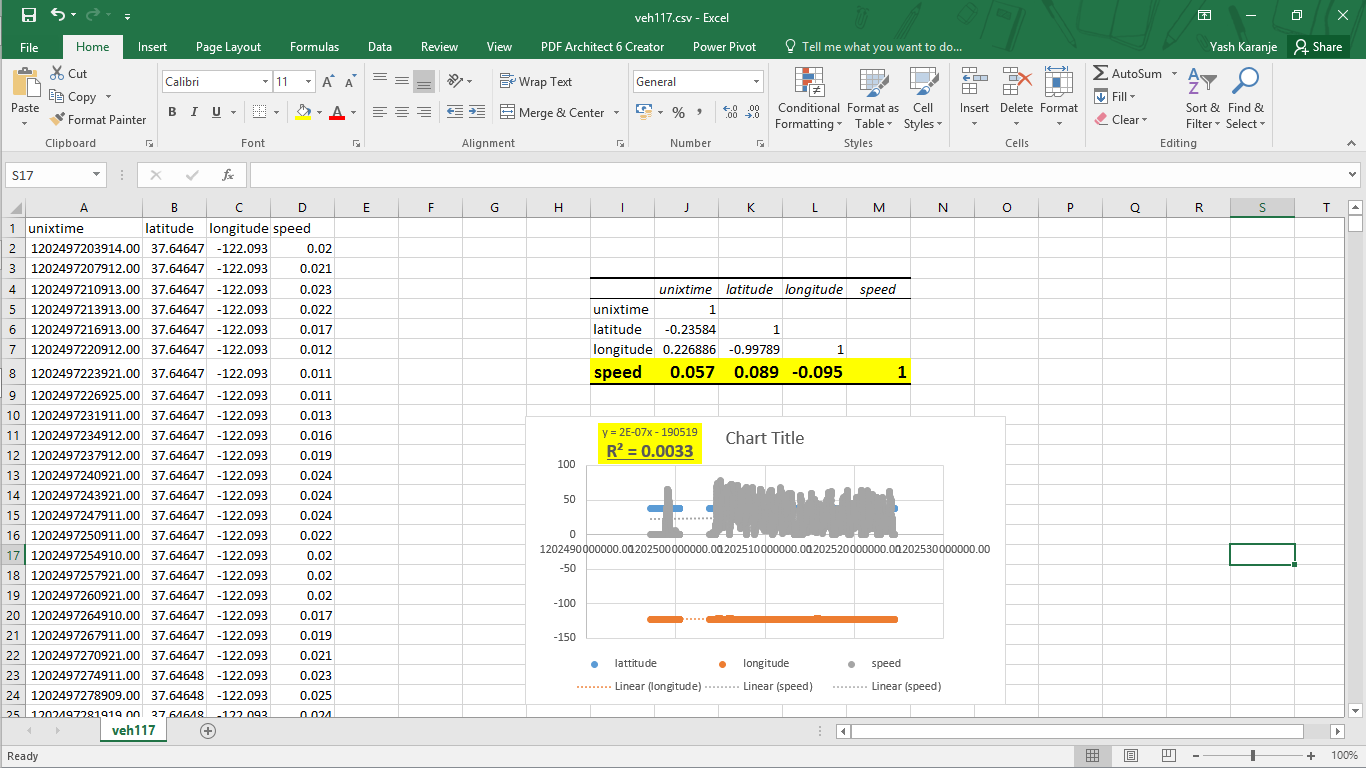 veh117.csv - Excel
File Home Insert Page Layout Formulas Data Review View PDF Architect 6 Creator Power Pivot Tell me what you want to do... Yash Karanje Share
Paste Cut Copy Format Painter
Calibri 11 B I U
Wrap Text
Merge & Center
General
$ % ,
Conditional Formatting Format as Table Cell Styles
Insert Delete Format
AutoSum Fill Clear
Sort & Filter Find & Select
Clipboard Font Alignment Number Styles Cells Editing
S17 fx
A B C D E F G H I J K L M N O P Q R S T
1 unixtime latitude longitude speed
2 1202497203914.00 37.64647 -122.093 0.02
3 1202497207912.00 37.64647 -122.093 0.021
4 1202497210913.00 37.64647 -122.093 0.023 unixtime latitude longitude speed
5 1202497213913.00 37.64647 -122.093 0.022 unixtime 1
6 1202497216913.00 37.64647 -122.093 0.017 latitude -0.23584 1
7 1202497220912.00 37.64647 -122.093 0.012 longitude 0.226886 -0.99789 1
8 1202497223921.00 37.64647 -122.093 0.011 speed 0.057 0.089 -0.095 1
9 1202497226925.00 37.64647 -122.093 0.011
10 1202497231911.00 37.64647 -122.093 0.013
11 1202497234912.00 37.64647 -122.093 0.016
12 1202497237912.00 37.64647 -122.093 0.019
13 1202497240921.00 37.64647 -122.093 0.024
14 1202497243921.00 37.64647 -122.093 0.024
15 1202497247911.00 37.64647 -122.093 0.024
16 1202497250911.00 37.64647 -122.093 0.022
17 1202497254910.00 37.64647 -122.093 0.02
18 1202497257921.00 37.64647 -122.093 0.02
19 1202497260921.00 37.64647 -122.093 0.02
20 1202497264910.00 37.64647 -122.093 0.017
21 1202497267911.00 37.64647 -122.093 0.019
22 1202497270921.00 37.64647 -122.093 0.021
23 1202497274911.00 37.64648 -122.093 0.023
24 1202497278909.00 37.64648 -122.093 0.025
25 1202497281919.00 37.64648 -122.093 0.024
y = 2E-07x - 190519
R² = 0.0033
Chart Title
100
50
0
1202490000000.00 1202500000000.00 1202510000000.00 1202520000000.00 1202530000000.00
-50
-100
-150
lattitude longitude speed
Linear (longitude) Linear (speed) Linear (speed)
veh117
Ready 100%